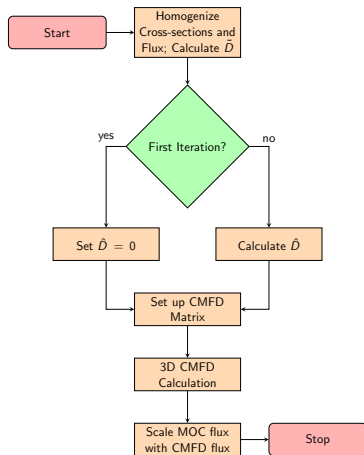 Start
Homogenize
Cross-sections and
Flux; Calculate D̃
First Iteration?
yes
no
Set D̂ = 0
Calculate D̂
Set up CMFD
Matrix
3D CMFD
Calculation
Scale MOC flux
with CMFD flux
Stop